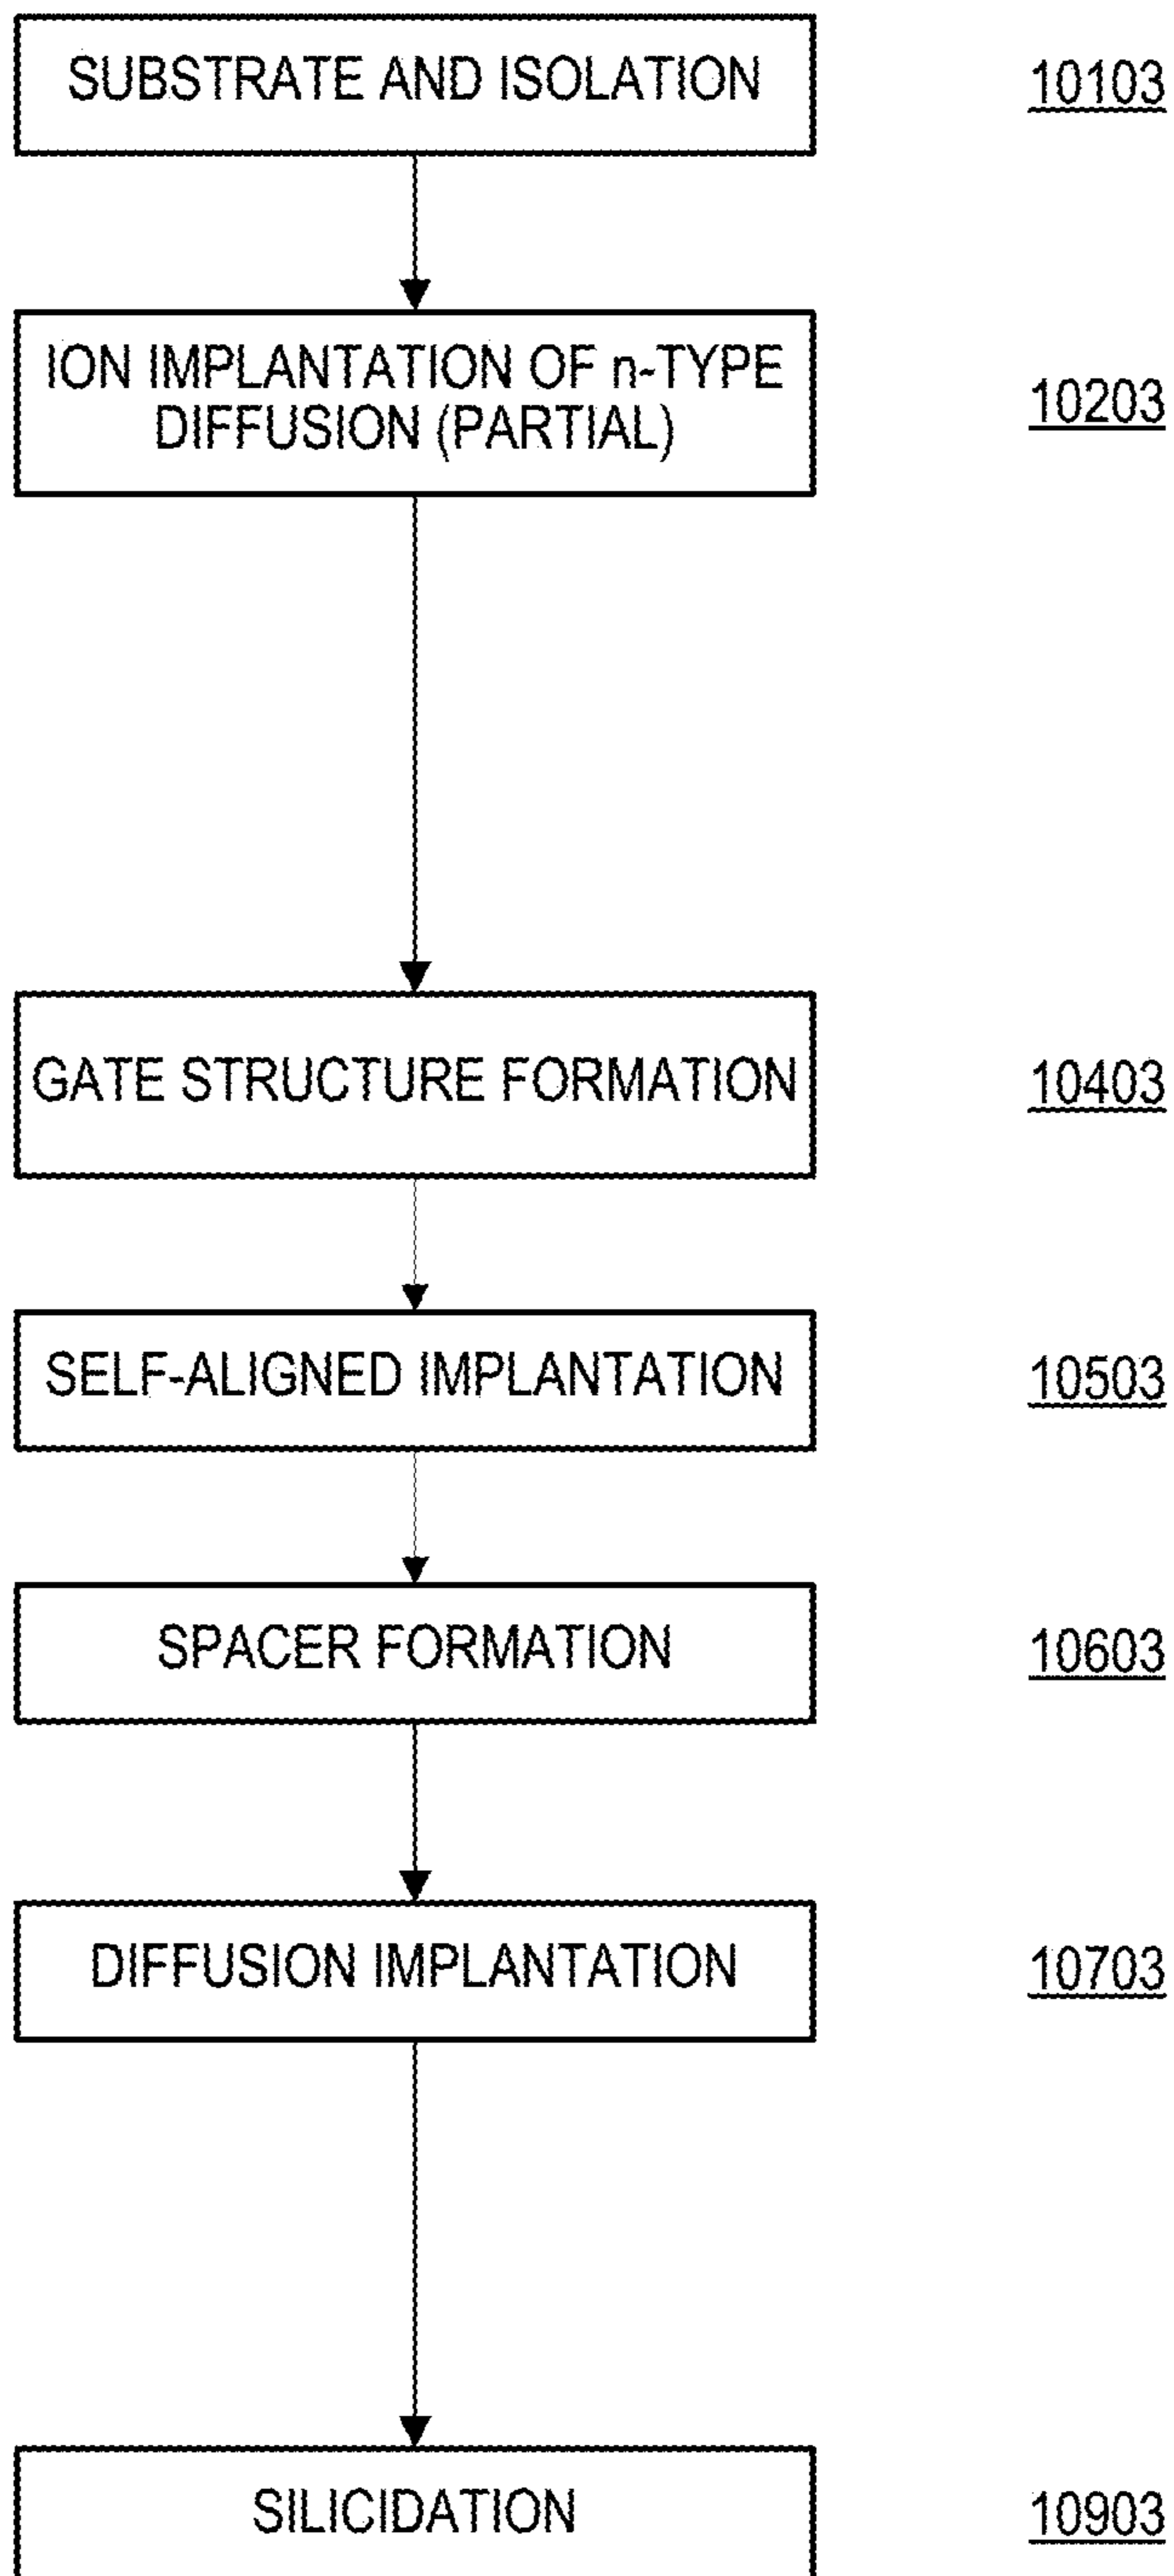 SUBSTRATE AND ISOLATION
10103
ION IMPLANTATION OF n-TYPE
DIFFUSION (PARTIAL)
10203
GATE STRUCTURE FORMATION
10403
SELF-ALIGNED IMPLANTATION
10503
SPACER FORMATION
10603
DIFFUSION IMPLANTATION
10703
SILICIDATION
10903